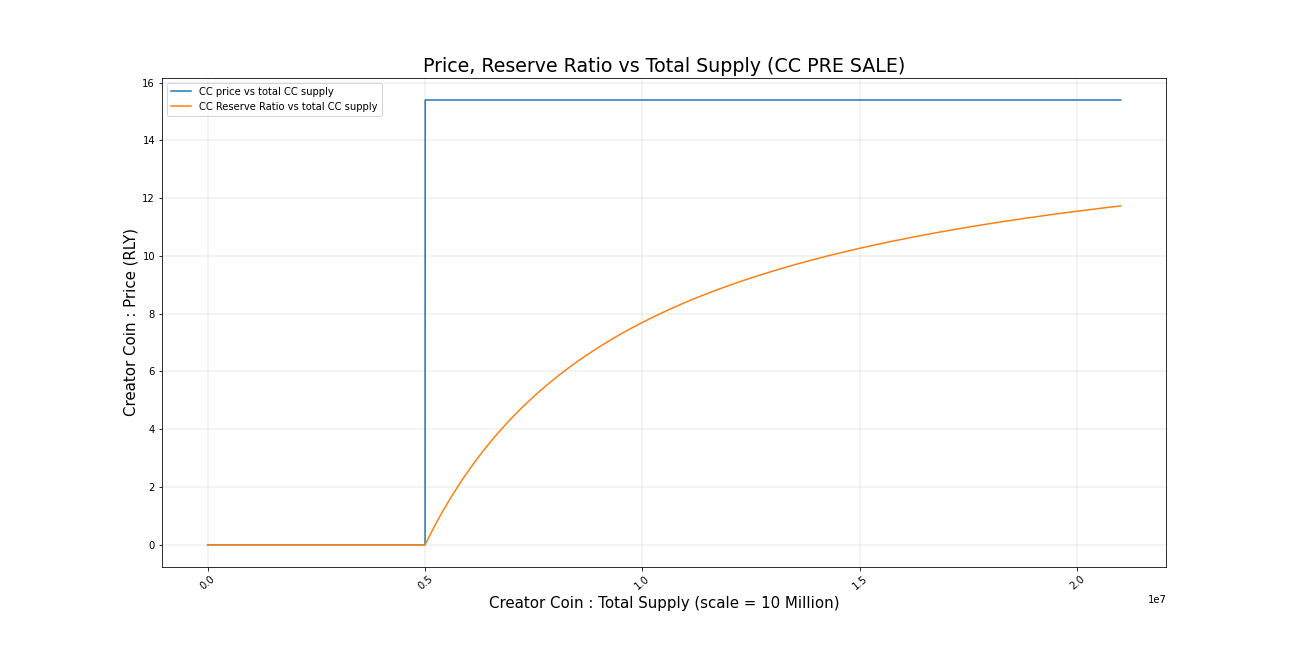 Price, Reserve Ratio vs Total Supply (CC PRE SALE)
CC price vs total CC supply
CC Reserve Ratio vs total CC supply
Creator Coin : Price (RLY)
16
14
12
10
8
6
4
2
0
0.0
0.5
1.0
1.5
2.0
1e7
Creator Coin : Total Supply (scale = 10 Million)